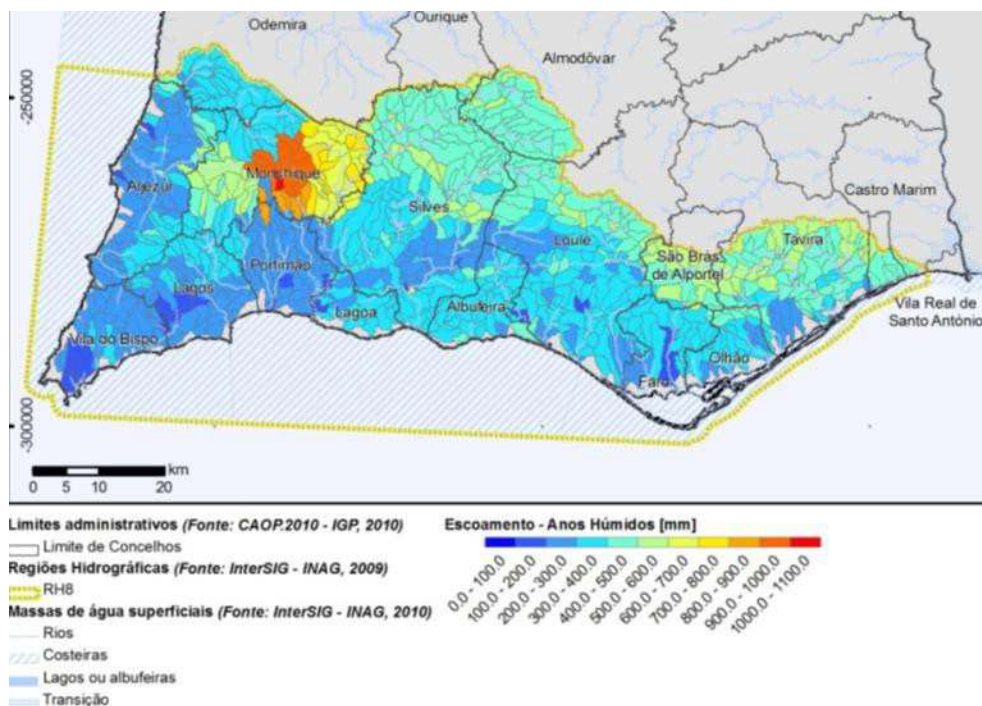 Odemira
Ourique
Almodôvar
-250000
Monchique
Castro Marim
Aljezur
Silves
Loulé
São Brás
de Alportel
Tavira
Portimão
Lagos
Vila Real de
Santo António
Lagoa
Albufeira
Vila do Bispo
Olhão
Faro
-300000
km
0 5 10 20
Limites administrativos (Fonte: CAOP.2010 - IGP, 2010)
Limite de Concelhos
Regiões Hidrográficas (Fonte: InterSIG - INAG, 2009)
RH8
Massas de água superficiais (Fonte: InterSIG - INAG, 2010)
Rios
Costeiras
Lagos ou albufeiras
Transição
Escoamento - Anos Húmidos [mm]
0.0 - 100.0
100.0 - 200.0
200.0 - 300.0
300.0 - 400.0
400.0 - 500.0
500.0 - 600.0
600.0 - 700.0
700.0 - 800.0
800.0 - 900.0
900.0 - 1000.0
1000.0 - 1100.0